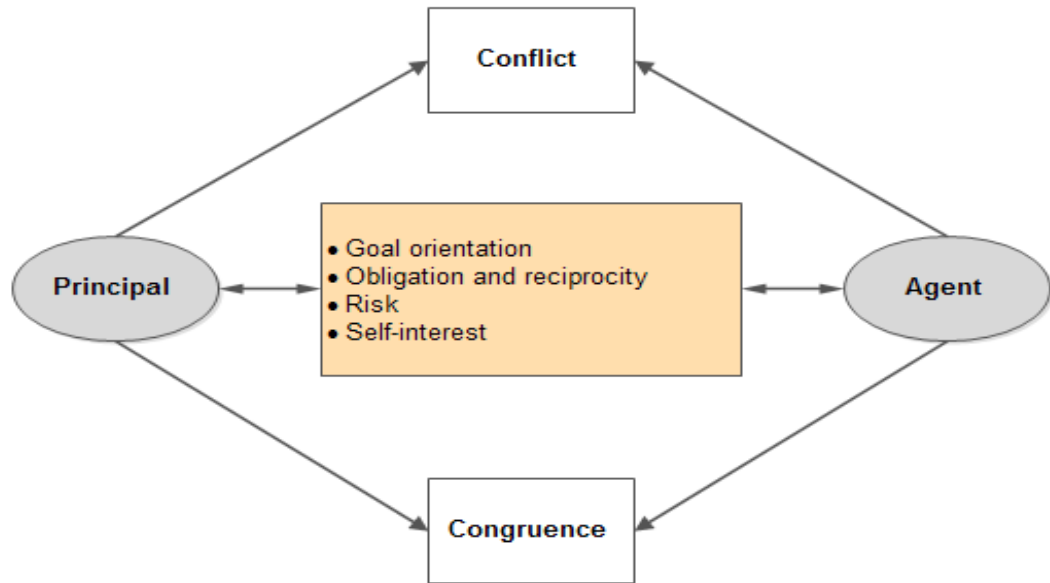 Conflict
• Goal orientation
• Obligation and reciprocity
• Risk
• Self-interest
Principal
Agent
Congruence